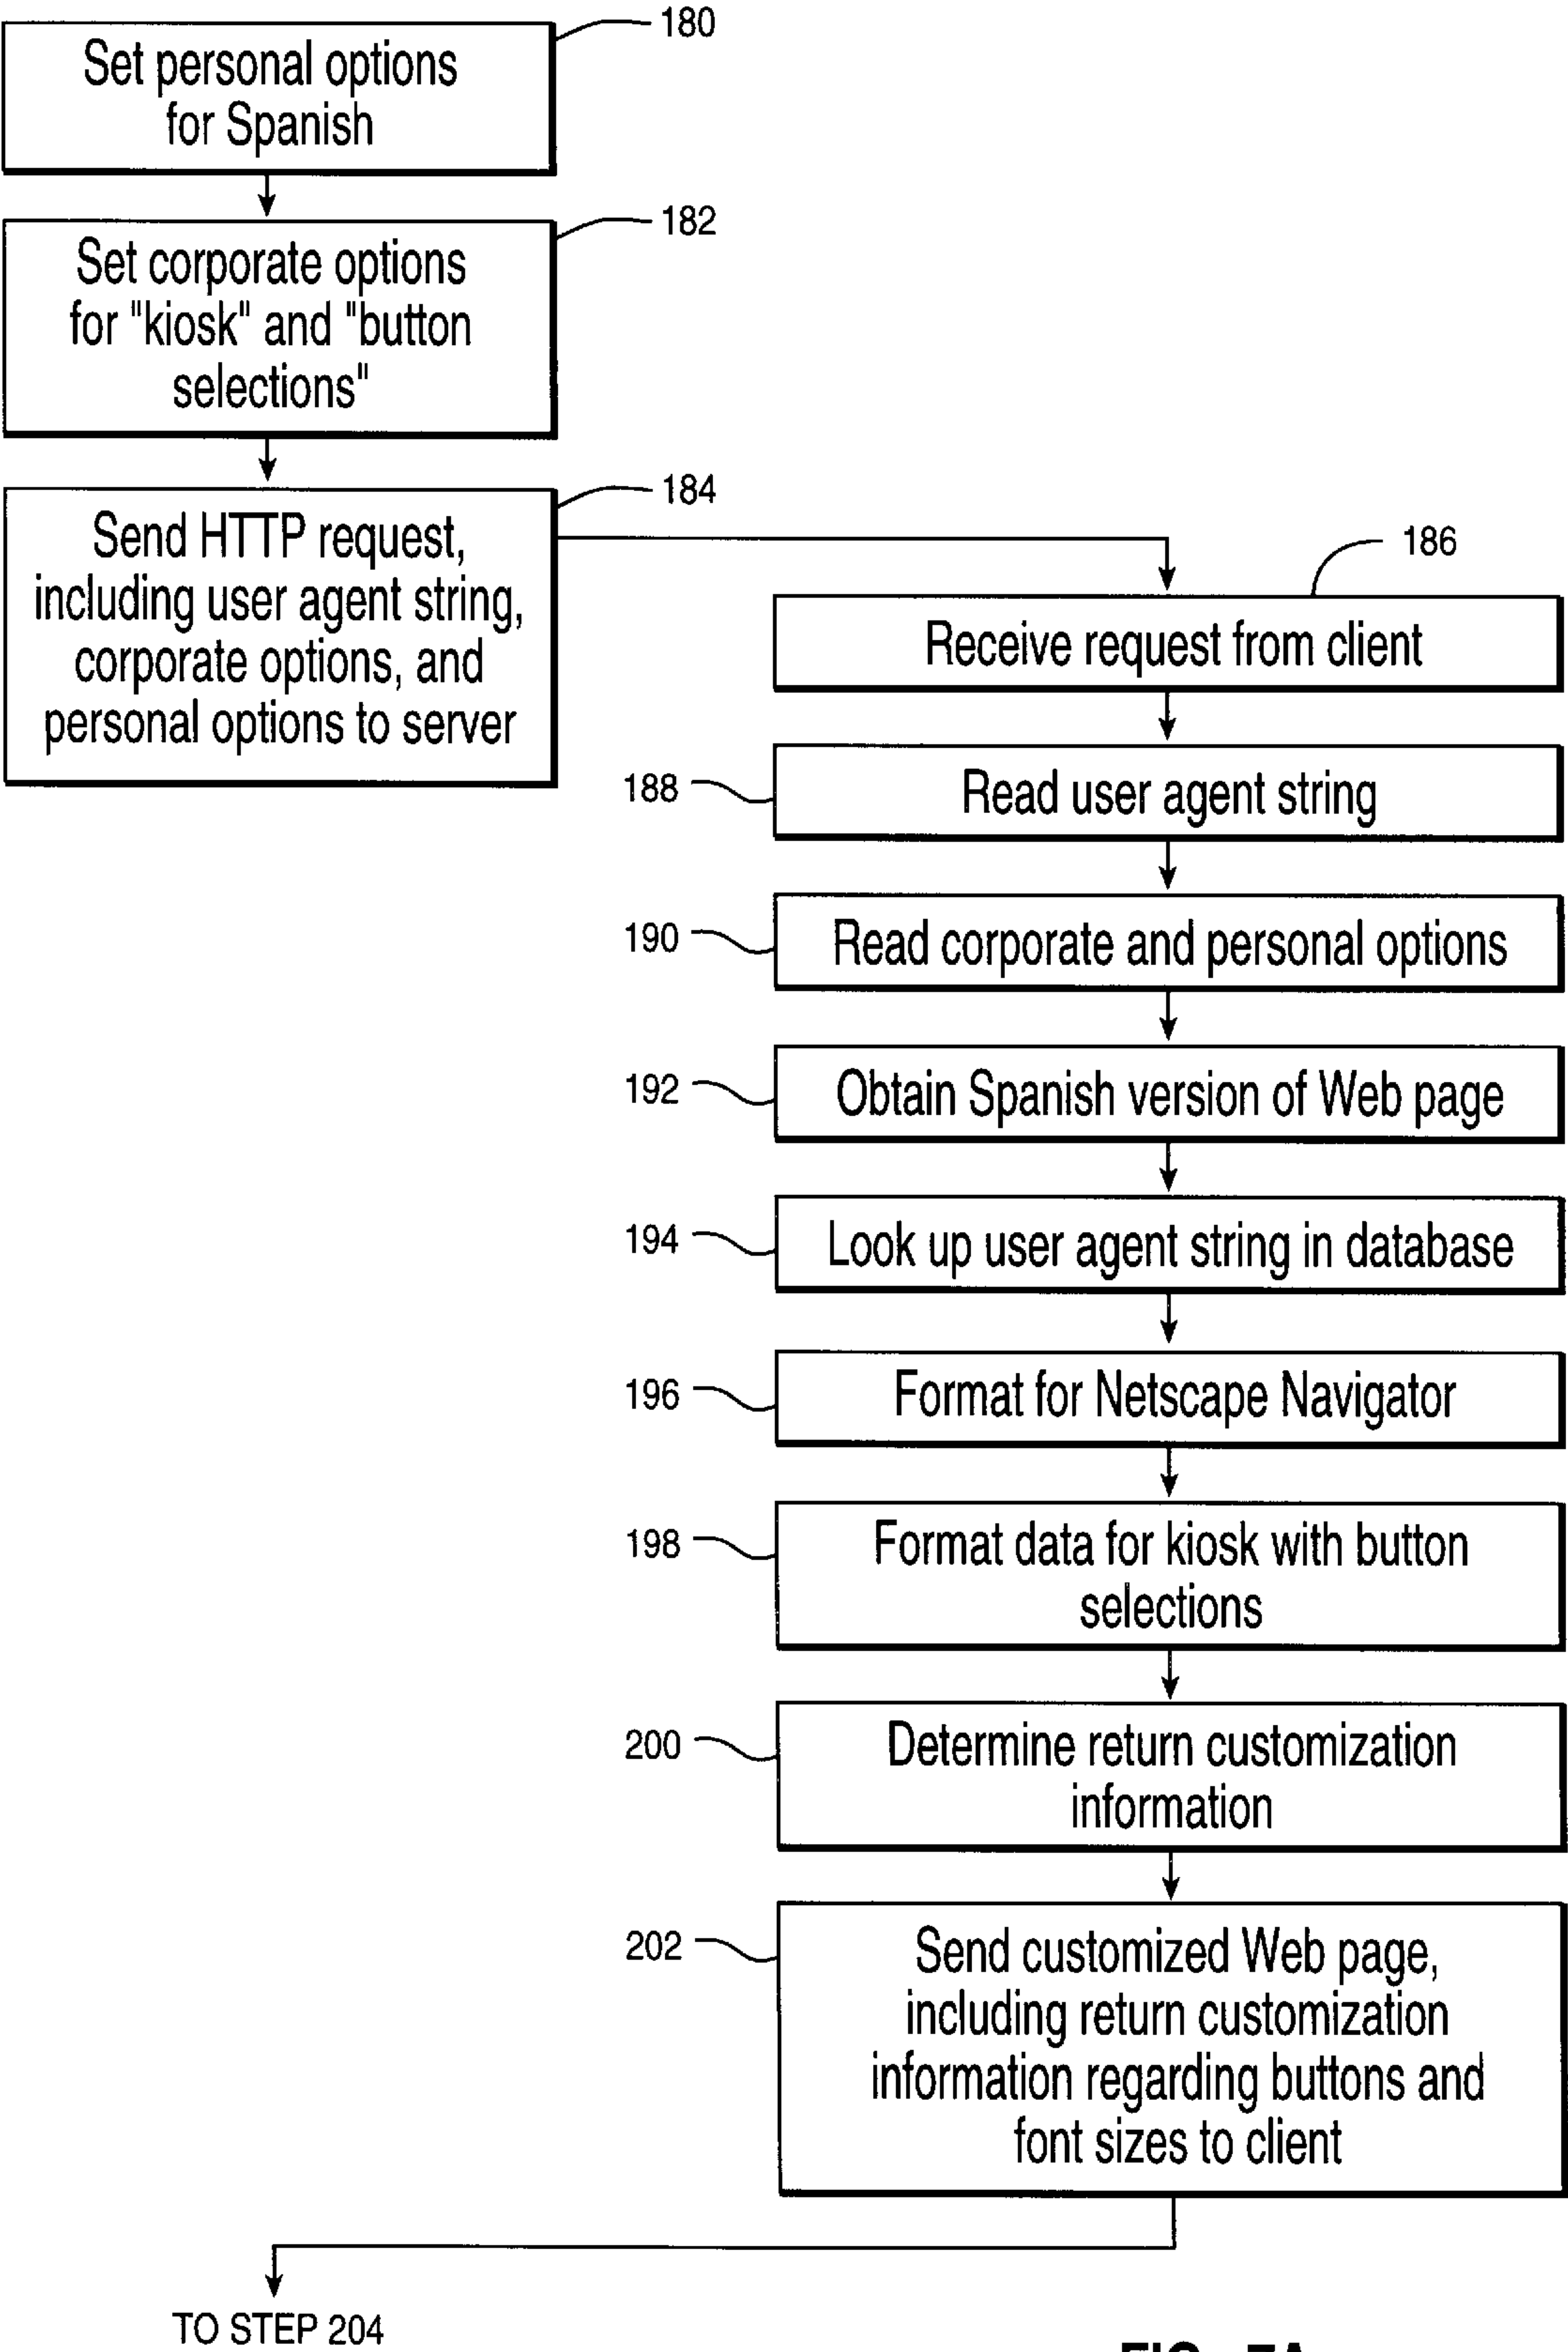 180
Set personal options
for Spanish
182
Set corporate options
for "kiosk" and "button
selections"
184
Send HTTP request,
including user agent string,
corporate options, and
personal options to server
186
Receive request from client
188
Read user agent string
190
Read corporate and personal options
192
Obtain Spanish version of Web page
194
Look up user agent string in database
196
Format for Netscape Navigator
198
Format data for kiosk with button
selections
200
Determine return customization
information
202
Send customized Web page,
including return customization
information regarding buttons and
font sizes to client
TO STEP 204